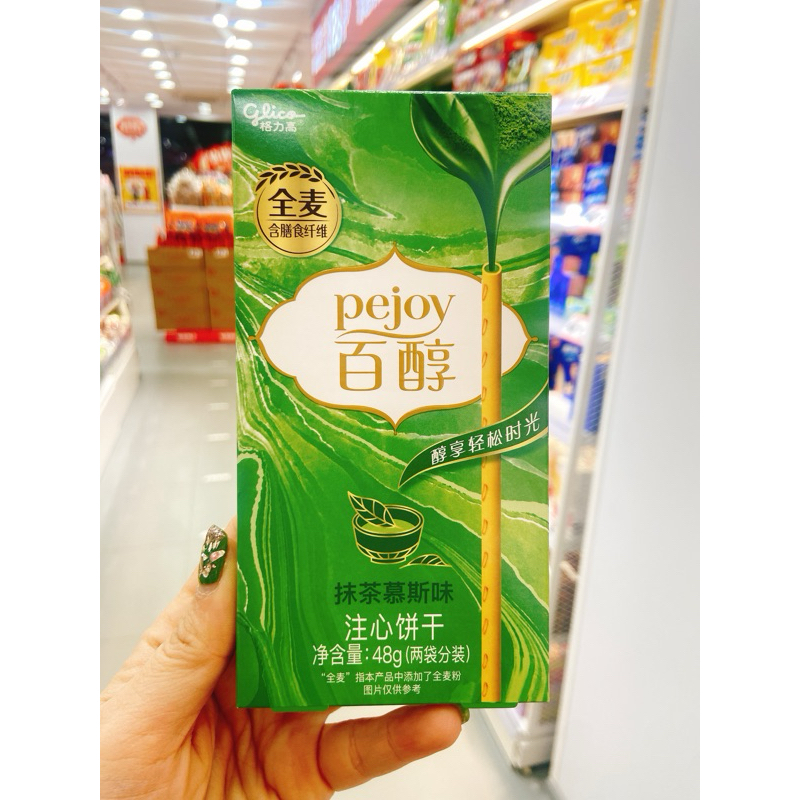 Glico
格力高
全麦
含膳食纤维
pejoy
百醇
醇享轻松时光
抹茶慕斯味
注心饼干
净含量:48g(两袋分装)
“全麦”指本产品中添加了全麦粉
图片仅供参考